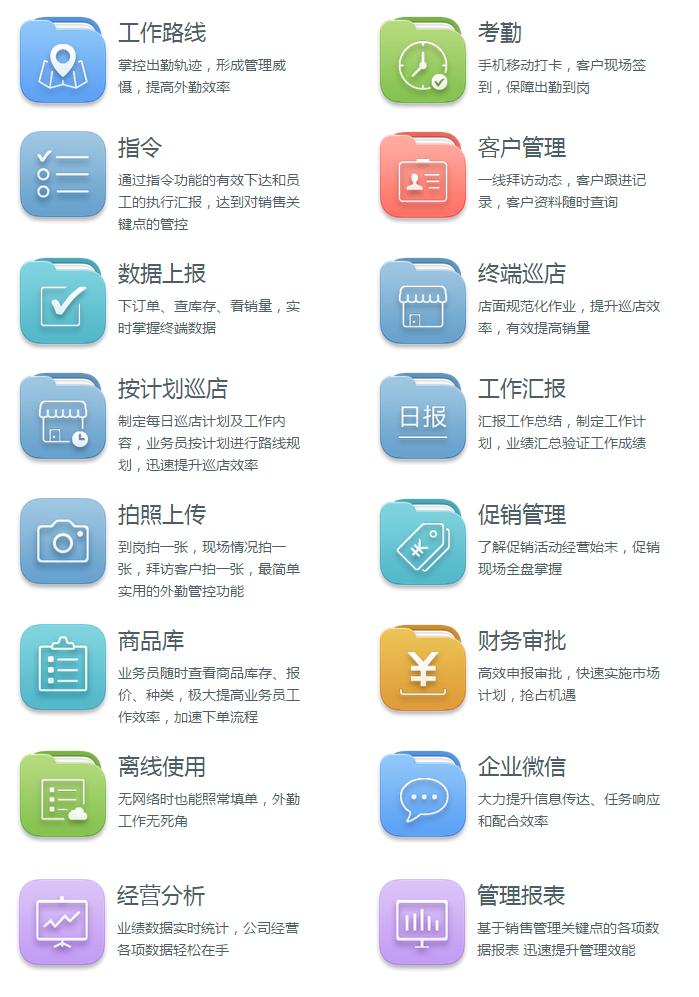 工作路线
掌控出勤轨迹，形成管理威
慑，提高外勤效率
考勤
手机移动打卡，客户现场签
到，保障出勤到岗
指令
通过指令功能的有效下达和员
工的执行汇报，达到对销售关
键点的管控
客户管理
一线拜访动态，客户跟进记
录，客户资料随时查询
数据上报
下订单、查库存、看销量，实
时掌握终端数据
终端巡店
店面规范化作业，提升巡店效
率，有效提高销量
按计划巡店
制定每日巡店计划及工作内
容，业务员按计划进行路线规
划，迅速提升巡店效率
日报
工作汇报
汇报工作总结，制定工作计
划，业绩汇总验证工作成绩
拍照上传
到岗拍一张，现场情况拍一
张，拜访客户拍一张，最简单
实用的外勤管控功能
促销管理
了解促销活动经营始末，促销
现场全盘掌握
商品库
业务员随时查看商品库存、报
价、种类，极大提高业务员工
作效率，加速下单流程
¥
财务审批
高效申报审批，快速实施市场
计划，抢占机遇
离线使用
无网络时也能照常填单，外勤
工作无死角
企业微信
大力提升信息传达、任务响应
和配合效率
经营分析
业绩数据实时统计，公司经营
各项数据轻松在手
管理报表
基于销售管理关键点的各项数
据报表 迅速提升管理效能